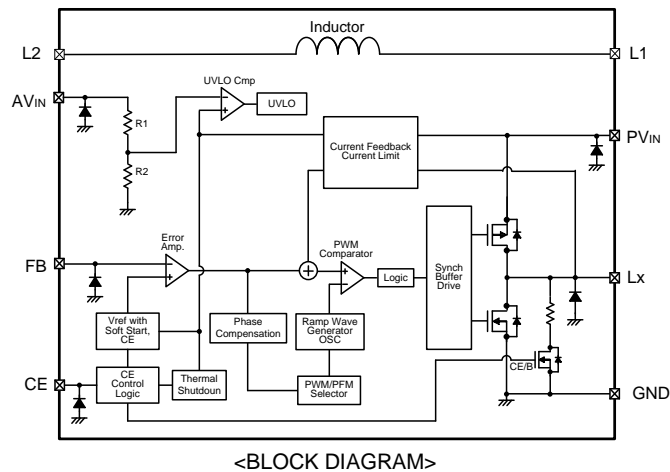 Inductor
L2
L1
UVLO Cmp
AVIN
UVLO
R1
Current Feedback
Current Limit
PVIN
R2
Error
Amp.
FB
PWM
Comparator
Logic
Synch
Buffer
Drive
Lx
Vref with
Soft Start,
CE
Phase
Compensation
Ramp Wave
Generator
OSC
CE
CE
Control
Logic
Thermal
Shutdoun
PWM/PFM
Selector
CE/B
GND
<BLOCK DIAGRAM>